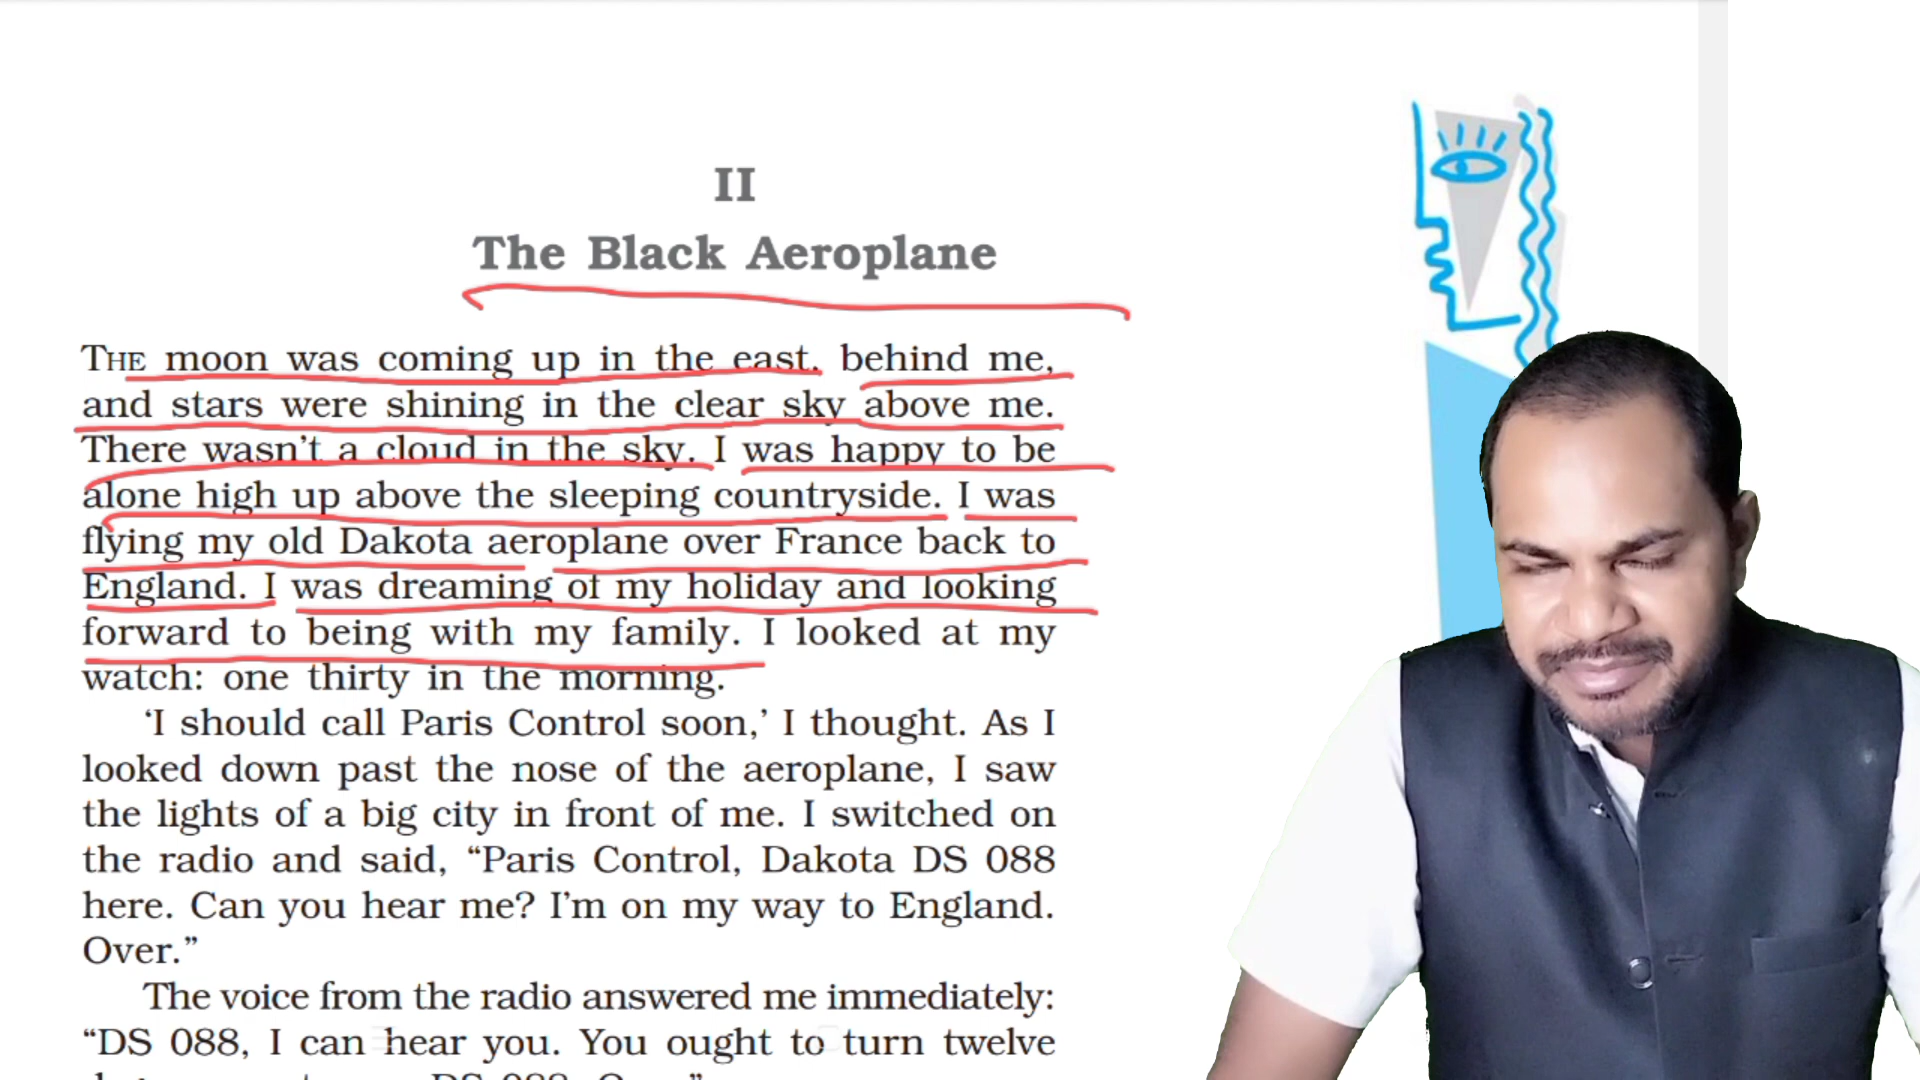 II
The Black Aeroplane
THE moon was coming up in the east, behind me,
and stars were shining in the clear sky above me.
There wasn't a cloud in the sky. I was happy to be
alone high up above the sleeping countryside. I was
flying my old Dakota aeroplane over France back to
England. I was dreaming of my holiday and looking
forward to being with my family. I looked at my
watch: one thirty in the morning.
‘I should call Paris Control soon,’ I thought. As I
looked down past the nose of the aeroplane, I saw
the lights of a big city in front of me. I switched on
the radio and said, “Paris Control, Dakota DS 088
here. Can you hear me? I'm on my way to England.
Over.”
The voice from the radio answered me immediately:
“DS 088, I can hear you. You ought to turn twelve
DS 088. Over.”